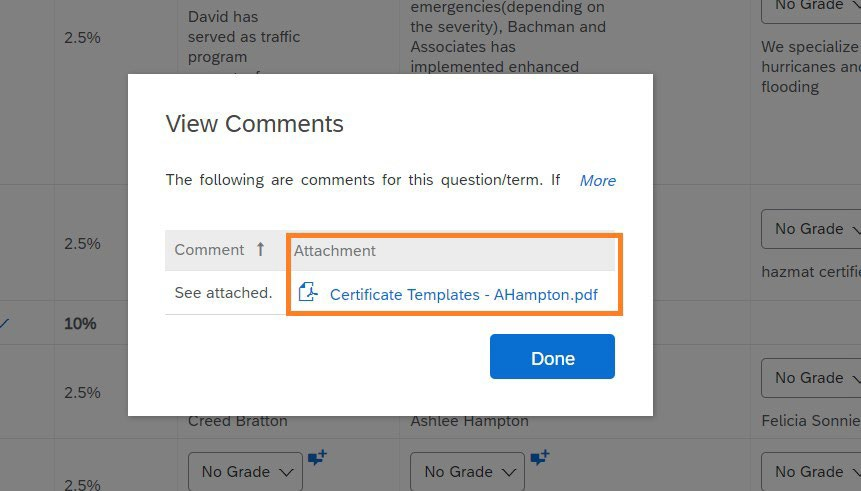 No Grade
David has
served as traffic
program
emergencies(depending on
the severity), Bachman and
Associates has
implemented enhanced
2.5%
We specialize
hurricanes and
flooding
View Comments
The following are comments for this question/term. If More
Comment ↑ Attachment
See attached. Certificate Templates - AHampton.pdf
Done
2.5%
No Grade
hazmat
10%
2.5%
No Grade
Creed Bratton
Ashlee Hampton
Felicia Sonnie
2.5%
No Grade
No Grade
No Grade